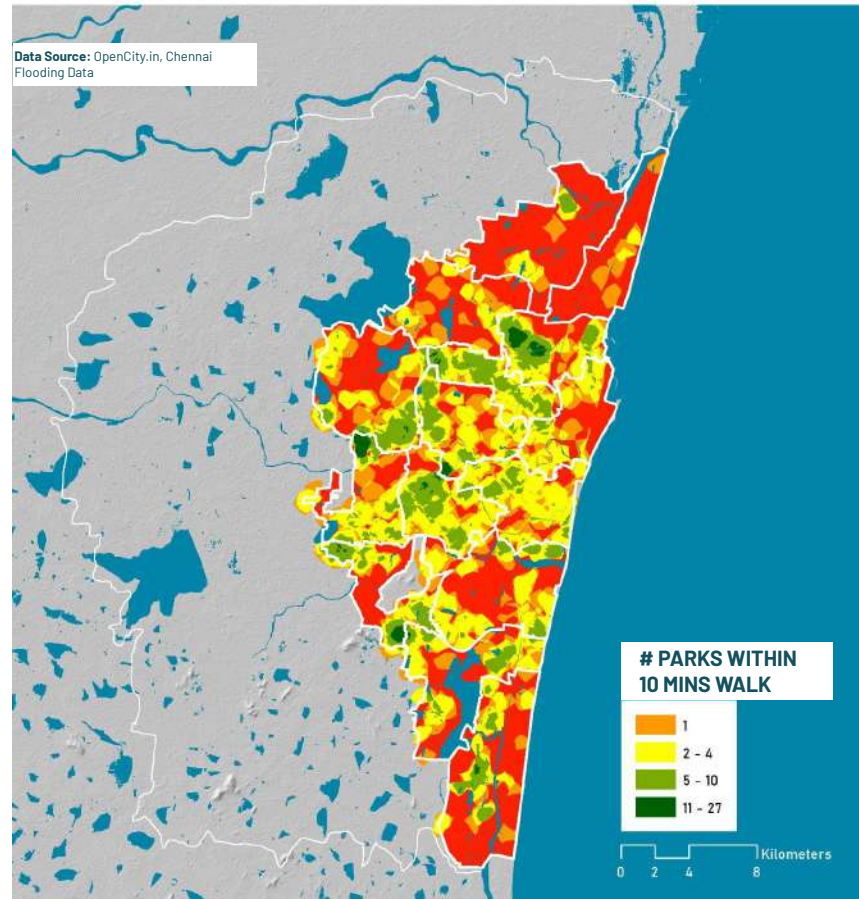 Data Source: OpenCity.in, Chennai
Flooding Data
# PARKS WITHIN
10 MINS WALK
1
2 - 4
5 - 10
11 - 27
Kilometers
0 2 4 8